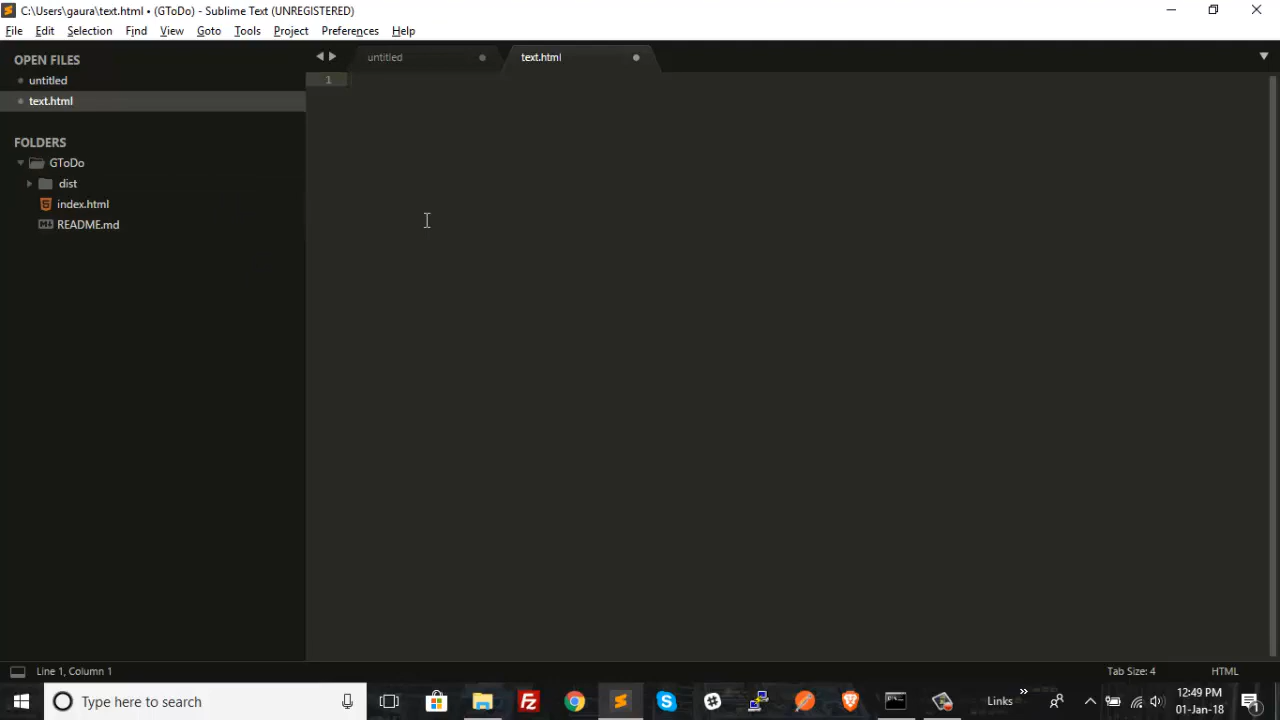 C:\Users\gaura\text.html • (GToDo) - Sublime Text (UNREGISTERED)
File Edit Selection Find View Goto Tools Project Preferences Help
OPEN FILES
untitled
text.html
FOLDERS
GToDo
dist
index.html
README.md
untitled
text.html
1
Line 1, Column 1
Tab Size: 4
HTML
Type here to search
Links
12:49 PM
01-Jan-18